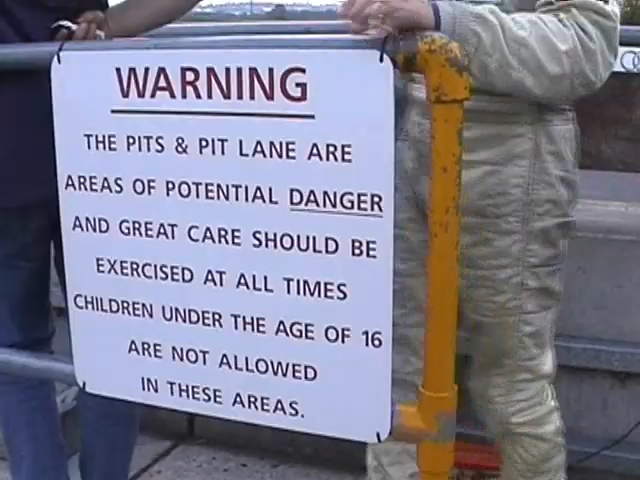 WARNING
THE PITS & PIT LANE ARE
AREAS OF POTENTIAL DANGER
AND GREAT CARE SHOULD BE
EXERCISED AT ALL TIMES
CHILDREN UNDER THE AGE OF 16
ARE NOT ALLOWED
IN THESE AREAS.